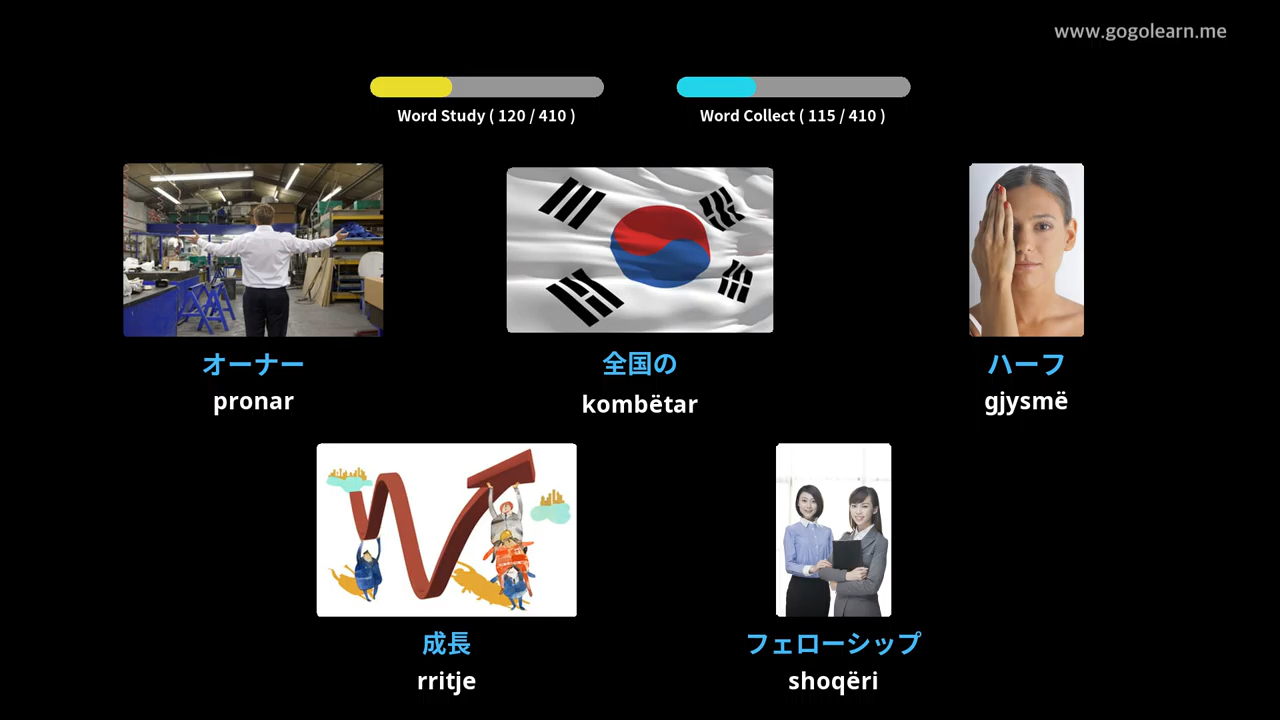 www.gogolearn.me
Word Study ( 120 / 410 )
Word Collect ( 115 / 410 )
オーナー
pronar
全国の
kombëtar
ハーフ
gjysmë
成長
rritje
フェローシップ
shoqëri